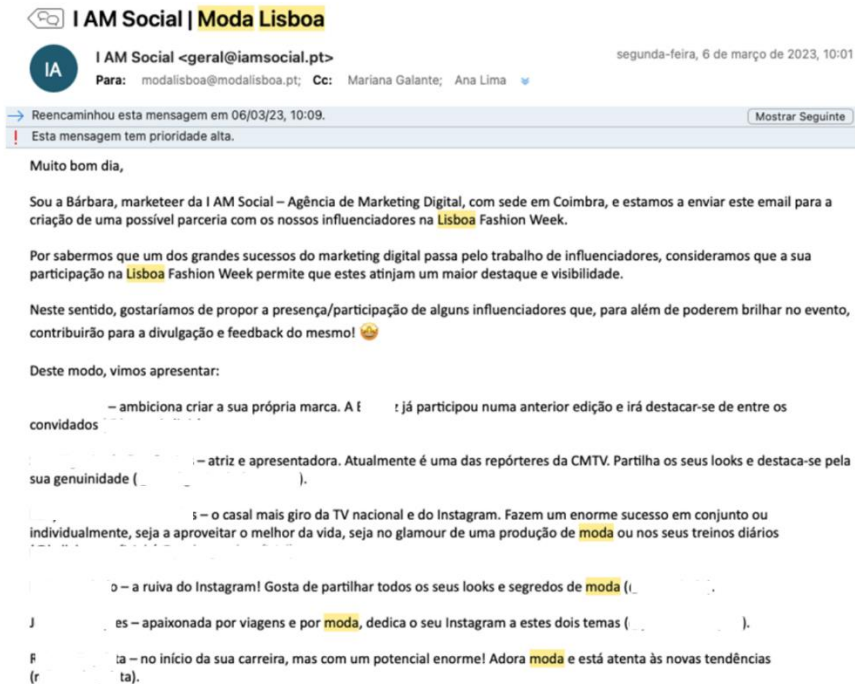 I AM Social | Moda Lisboa
IA
I AM Social <geral@iamsocial.pt>
segunda-feira, 6 de março de 2023, 10:01
Para: modalisboa@modalisboa.pt; Cc: Mariana Galante; Ana Lima
Reencaminhou esta mensagem em 06/03/23, 10:09.
Mostrar Seguinte
! Esta mensagem tem prioridade alta.
Muito bom dia,
Sou a Bárbara, marketeer da I AM Social – Agência de Marketing Digital, com sede em Coimbra, e estamos a enviar este email para a
criação de uma possível parceria com os nossos influenciadores na Lisboa Fashion Week.
Por sabermos que um dos grandes sucessos do marketing digital passa pelo trabalho de influenciadores, consideramos que a sua
participação na Lisboa Fashion Week permite que estes atinjam um maior destaque e visibilidade.
Neste sentido, gostaríamos de propor a presença/participação de alguns influenciadores que, para além de poderem brilhar no evento,
contribuirão para a divulgação e feedback do mesmo! 🤩
Deste modo, vimos apresentar:
– ambiciona criar a sua própria marca. A já participou numa anterior edição e irá destacar-se de entre os
convidados
– atriz e apresentadora. Atualmente é uma das repórteres da CMTV. Partilha os seus looks e destaca-se pela
sua genuinidade ( ).
– o casal mais giro da TV nacional e do Instagram. Fazem um enorme sucesso em conjunto ou
individualmente, seja a aproveitar o melhor da vida, seja no glamour de uma produção de moda ou nos seus treinos diários
– a ruiva do Instagram! Gosta de partilhar todos os seus looks e segredos de moda (
J es – apaixonada por viagens e por moda, dedica o seu Instagram a estes dois temas ( ).
ta – no início da sua carreira, mas com um potencial enorme! Adora moda e está atenta às novas tendências
(r ta).